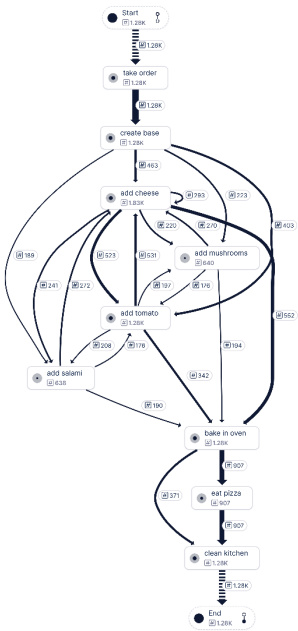 Start
1.28K
1.28K
take order
1.28K
1.28K
create base
1.28K
463
add cheese
1.83K
293
223
220
270
403
189
523
531
add mushrooms
640
241
272
197
176
562
add tomato
1.28K
208
178
194
add salami
638
342
190
bake in oven
1.28K
907
eat pizza
907
371
907
clean kitchen
1.28K
1.28K
End
1.28K